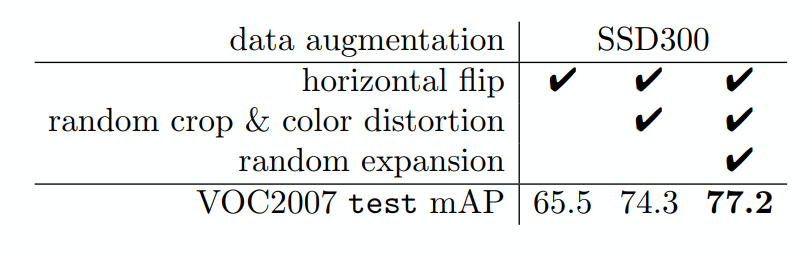 data augmentation SSD300
horizontal flip ✔ ✔ ✔
random crop & color distortion ✔ ✔
random expansion ✔
VOC2007 test mAP 65.5 74.3 77.2